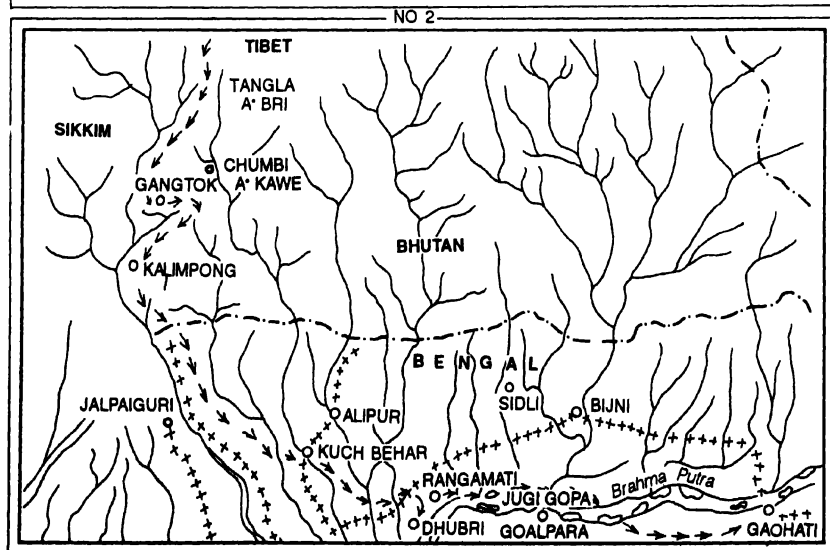 NO 2
TIBET
TANGLA
A• BRI
SIKKIM
CHUMBI
A• KAWE
GANGTOK
BHUTAN
KALIMPONG
BENGAL
SIDLI
BIJNI
JALPAIGURI
ALIPUR
KUCH BEHAR
RANGAMATI
JUGI GOPA
Brahma Putra
DHUBRI
GOALPARA
GAOHATI